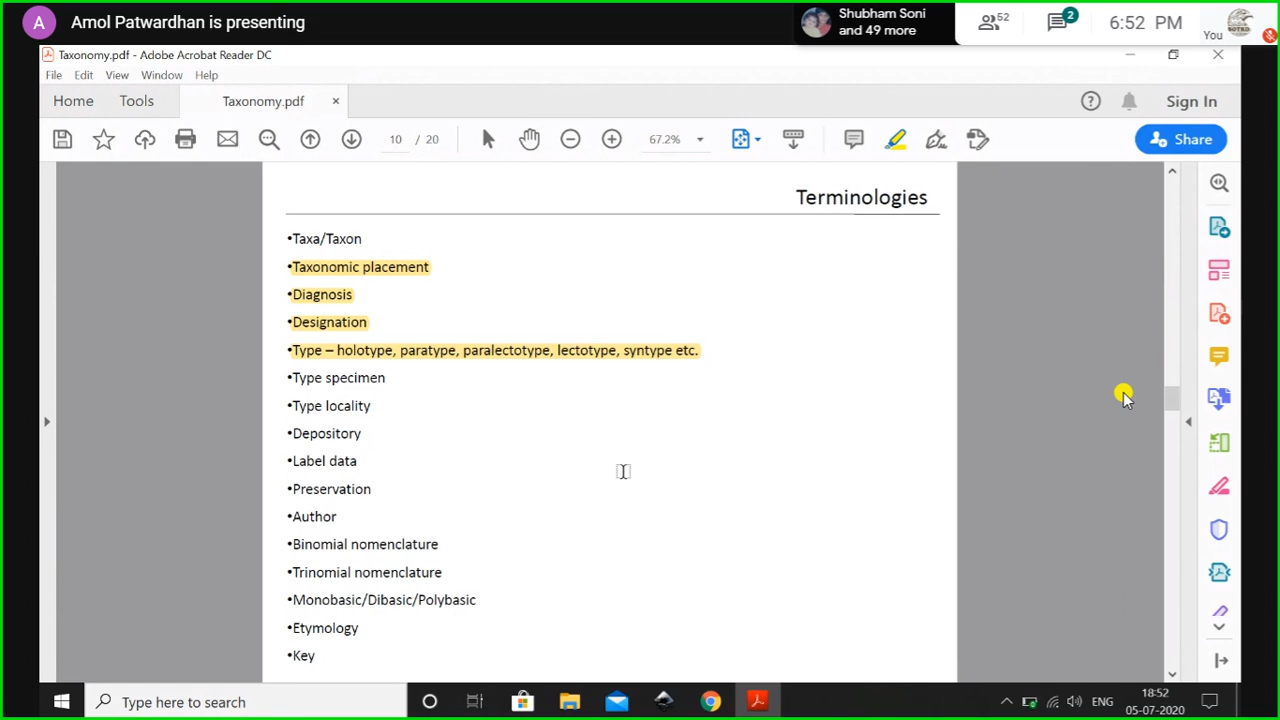 A
Amol Patwardhan is presenting
Shubham Soni
and 49 more
52
2
6:52 PM
You
Taxonomy.pdf - Adobe Acrobat Reader DC
File Edit View Window Help
Home Tools Taxonomy.pdf × Sign In
10 / 20 67.2% Share
Terminologies
•Taxa/Taxon
•Taxonomic placement
•Diagnosis
•Designation
•Type – holotype, paratype, paralectotype, lectotype, syntype etc.
•Type specimen
•Type locality
•Depository
•Label data
•Preservation
•Author
•Binomial nomenclature
•Trinomial nomenclature
•Monobasic/Dibasic/Polybasic
•Etymology
•Key
Type here to search
ENG
18:52
05-07-2020